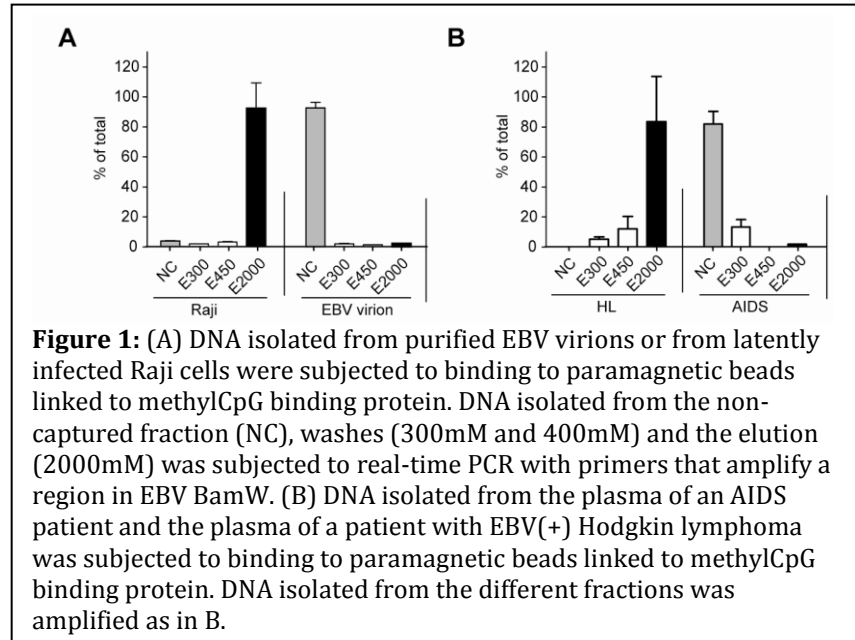 A
B
120
100
80
60
40
20
0
% of total
NC
E300
E450
E2000
NC
E300
E450
E2000
Raji
EBV virion
120
100
80
60
40
20
0
% of total
NC
E300
E450
E2000
NC
E300
E450
E2000
HL
AIDS
Figure 1: (A) DNA isolated from purified EBV virions or from latently
infected Raji cells were subjected to binding to paramagnetic beads
linked to methylCpG binding protein. DNA isolated from the non-
captured fraction (NC), washes (300mM and 400mM) and the elution
(2000mM) was subjected to real-time PCR with primers that amplify a
region in EBV BamW. (B) DNA isolated from the plasma of an AIDS
patient and the plasma of a patient with EBV(+) Hodgkin lymphoma
was subjected to binding to paramagnetic beads linked to methylCpG
binding protein. DNA isolated from the different fractions was
amplified as in B.